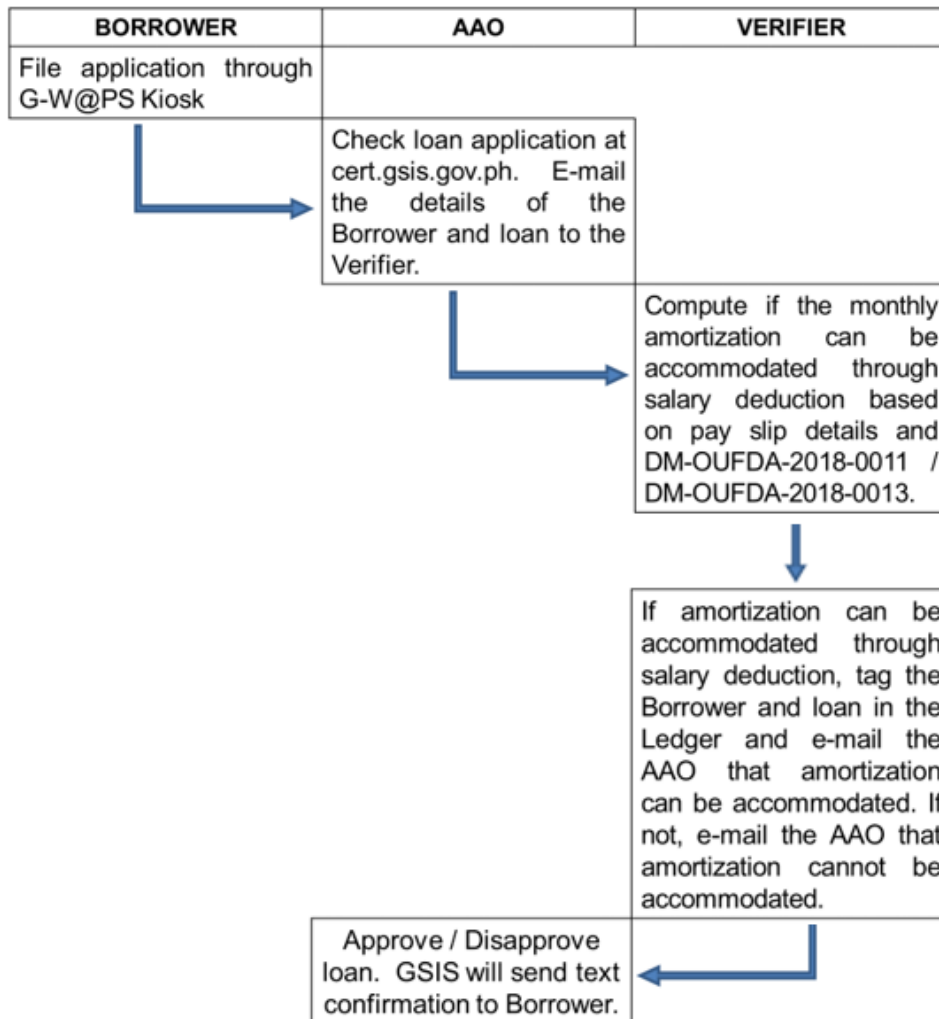 BORROWER
AAO
VERIFIER
File application through
G-W@PS Kiosk
Check loan application at
cert.gsis.gov.ph. E-mail
the details of the
Borrower and loan to the
Verifier.
Compute if the monthly
amortization can be
accommodated through
salary deduction based
on pay slip details and
DM-OUFDA-2018-0011 /
DM-OUFDA-2018-0013.
If amortization can be
accommodated through
salary deduction, tag the
Borrower and loan in the
Ledger and e-mail the
AAO that amortization
can be accommodated. If
not, e-mail the AAO that
amortization cannot be
accommodated.
Approve / Disapprove
loan. GSIS will send text
confirmation to Borrower.